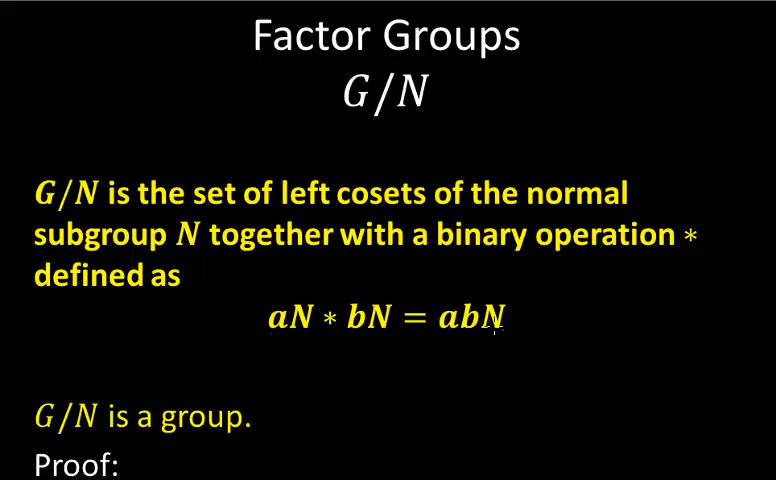 Factor Groups
G/N
G/N is the set of left cosets of the normal
subgroup N together with a binary operation ∗
defined as
aN ∗ bN = abN
G/N is a group.
Proof: